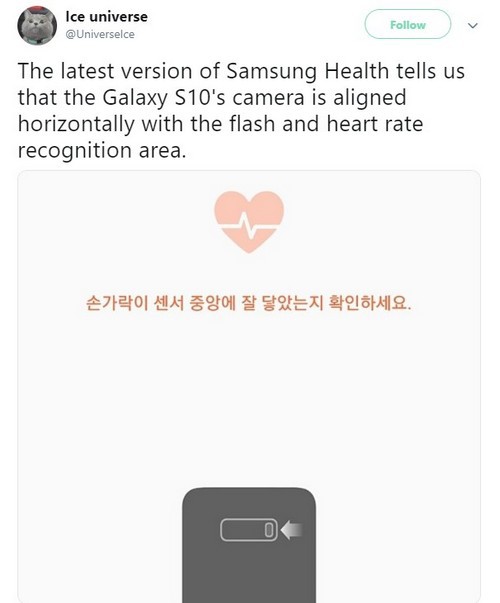 Ice universe
@UniverseIce
Follow
The latest version of Samsung Health tells us
that the Galaxy S10's camera is aligned
horizontally with the flash and heart rate
recognition area.
손가락이 센서 중앙에 잘 닿았는지 확인하세요.